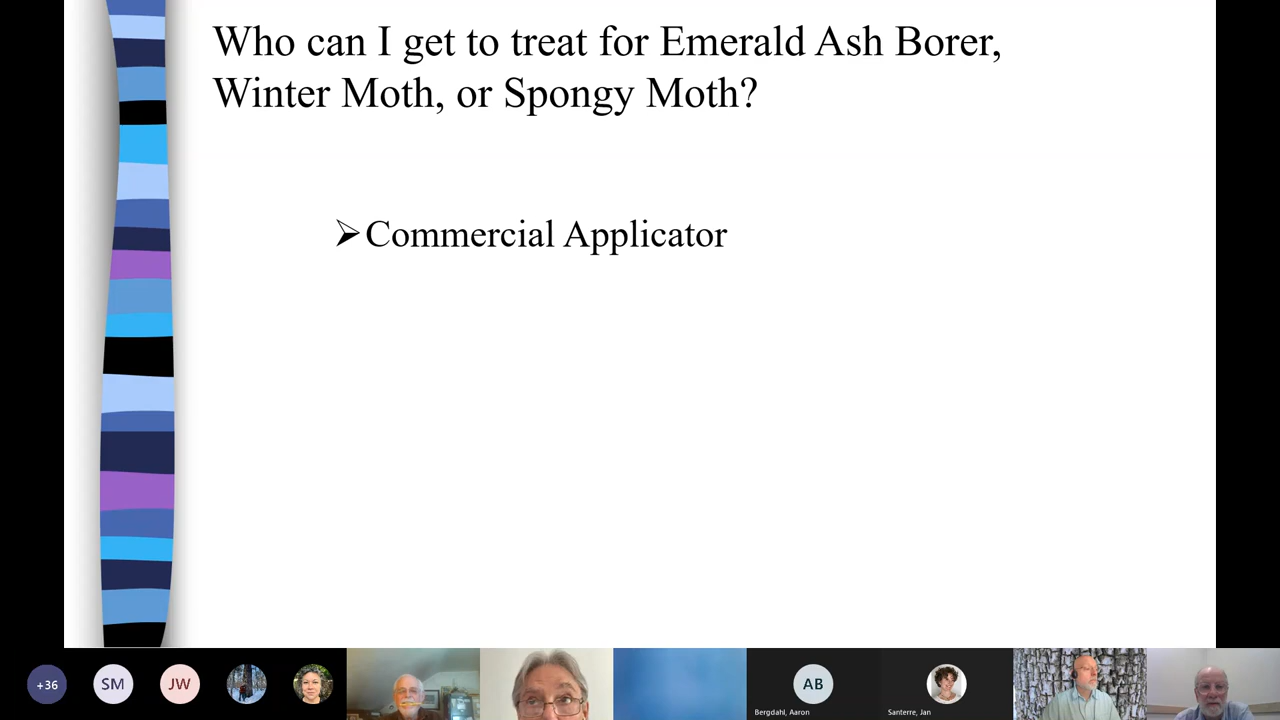 Who can I get to treat for Emerald Ash Borer,
Winter Moth, or Spongy Moth?
➢Commercial Applicator
+36
SM
JW
AB
Bergdahl, Aaron
Santerre, Jan